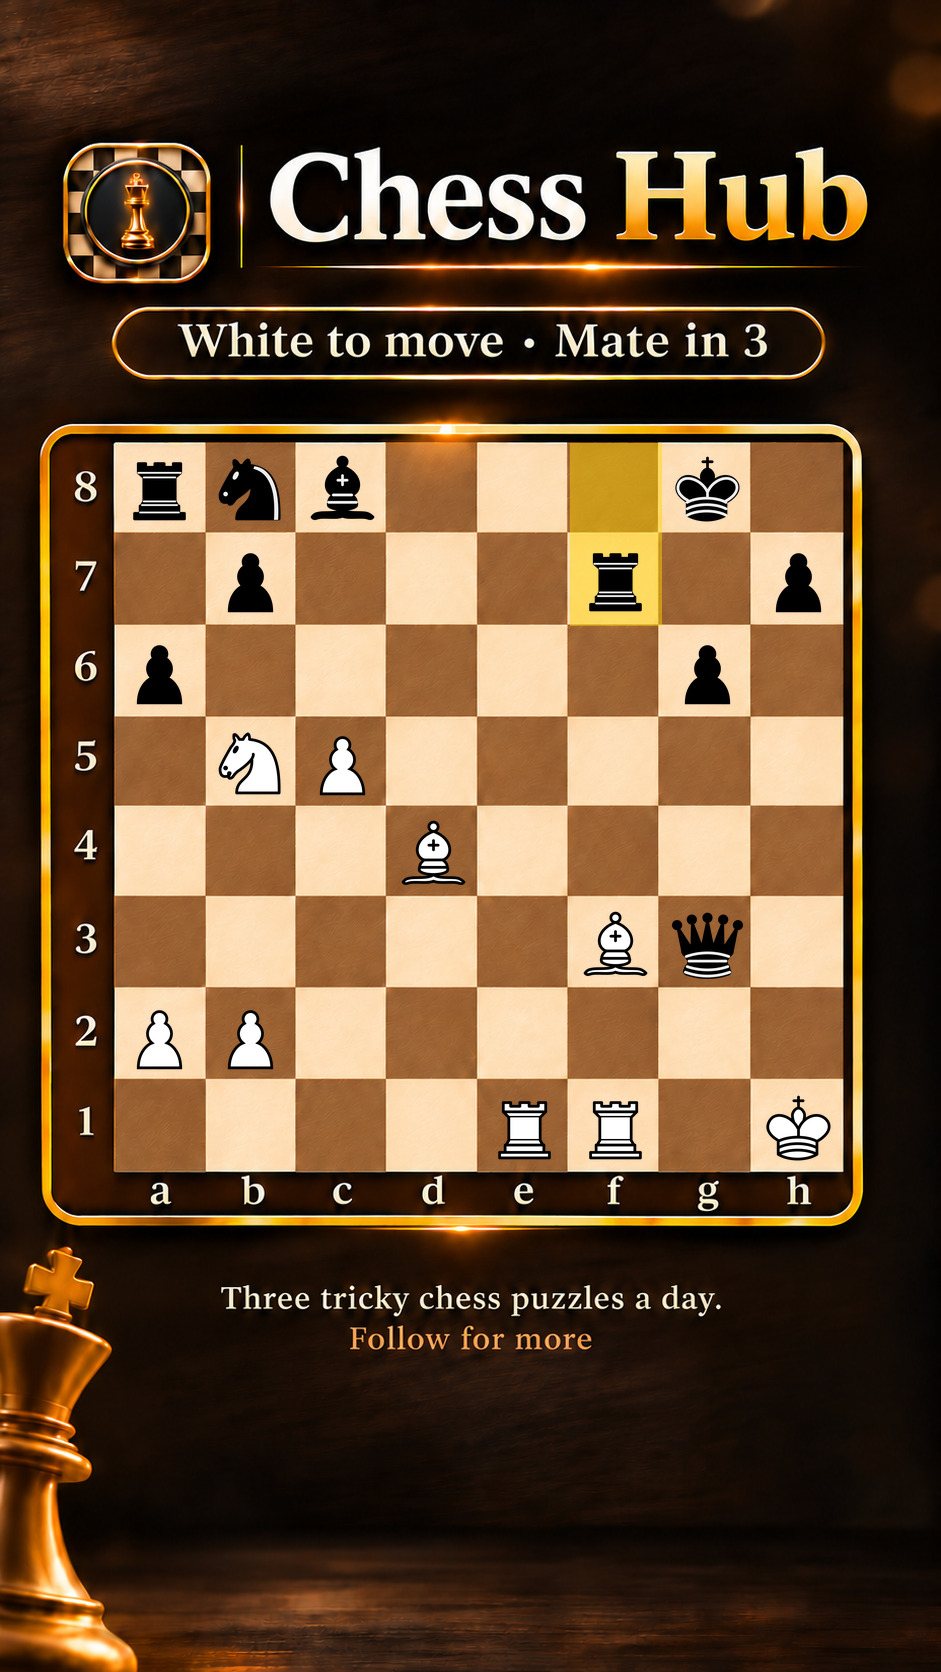 Chess Hub
White to move • Mate in 3
8
7
6
5
4
3
2
1
a b c d e f g h
Three tricky chess puzzles a day.
Follow for more